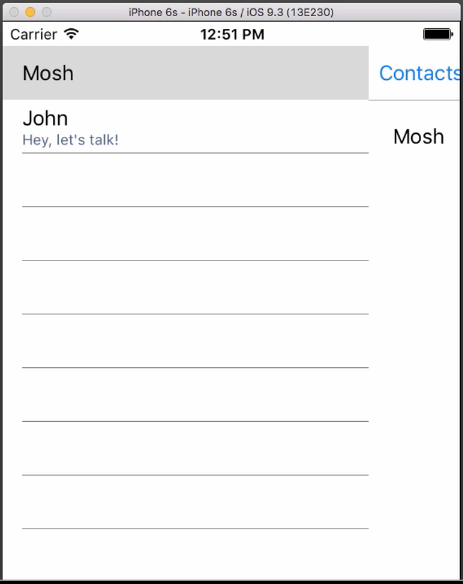 iPhone 6s - iPhone 6s / iOS 9.3 (13E230)
Carrier 12:51 PM
Mosh
Contacts
John
Hey, let's talk!
Mosh